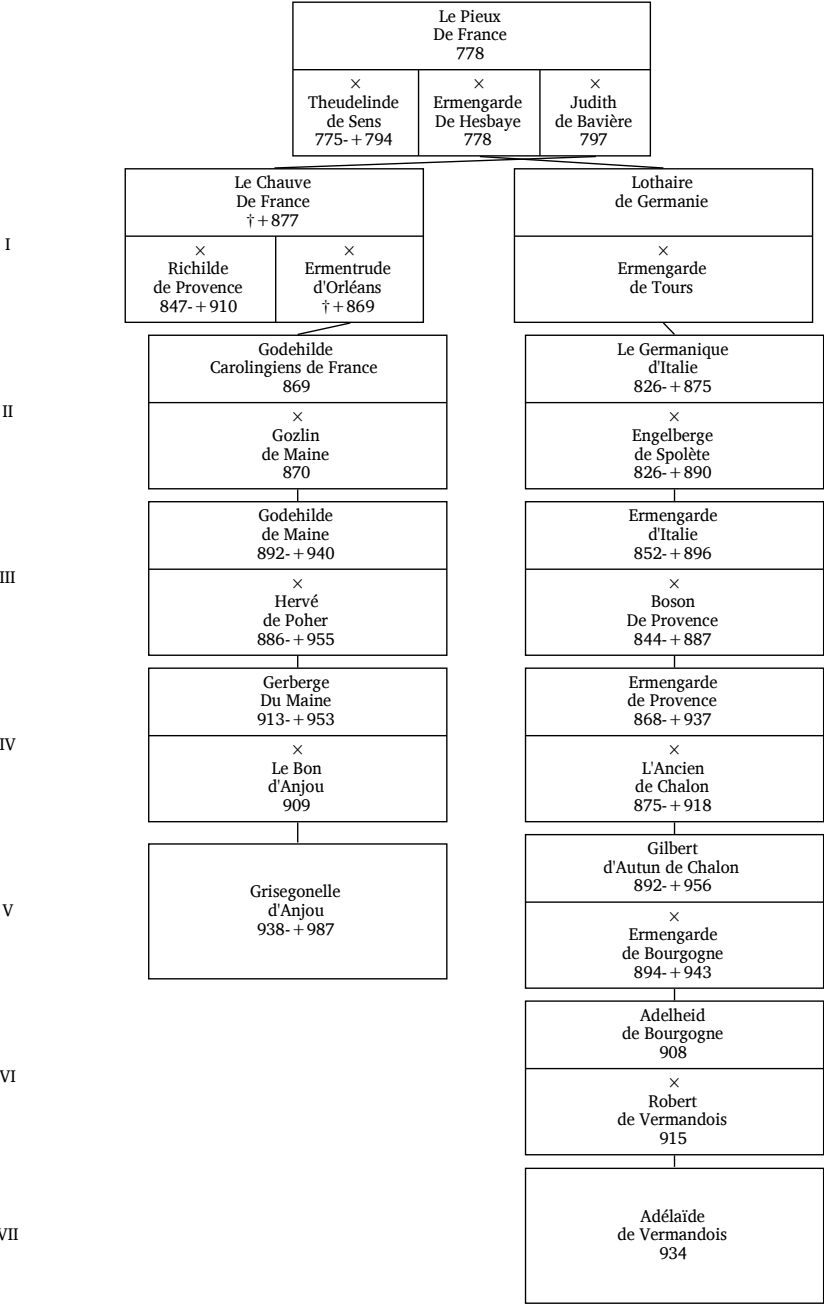 Le Pieux
De France
778
×
Theudelinde
de Sens
775-+794
×
Ermengarde
De Hesbaye
778
×
Judith
de Bavière
797
I
Le Chauve
De France
†+877
×
Richilde
de Provence
847-+910
×
Ermentrude
d'Orléans
†+869
Lothaire
de Germanie
×
Ermengarde
de Tours
II
Godehilde
Carolingiens de France
869
×
Gozlin
de Maine
870
Le Germanique
d'Italie
826-+875
×
Engelberge
de Spolète
826-+890
III
Godehilde
de Maine
892-+940
×
Hervé
de Poher
886-+955
Ermengarde
d'Italie
852-+896
×
Boson
De Provence
844-+887
IV
Gerberge
Du Maine
913-+953
×
Le Bon
d'Anjou
909
Ermengarde
de Provence
868-+937
×
L'Ancien
de Chalon
875-+918
V
Grisegonelle
d'Anjou
938-+987
Gilbert
d'Autun de Chalon
892-+956
×
Ermengarde
de Bourgogne
894-+943
VI
Adelheid
de Bourgogne
908
×
Robert
de Vermandois
915
VII
Adélaïde
de Vermandois
934